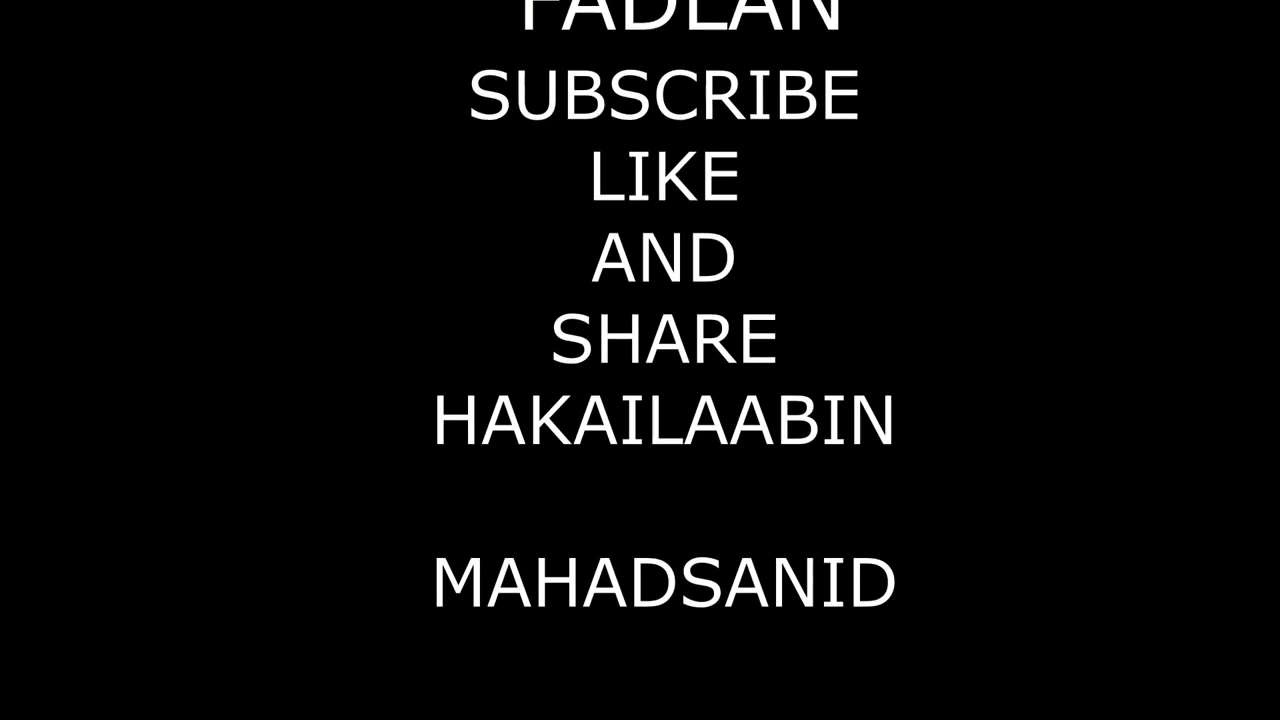 FADLAN
SUBSCRIBE
LIKE
AND
SHARE
HAKAILAABIN
MAHADSANID